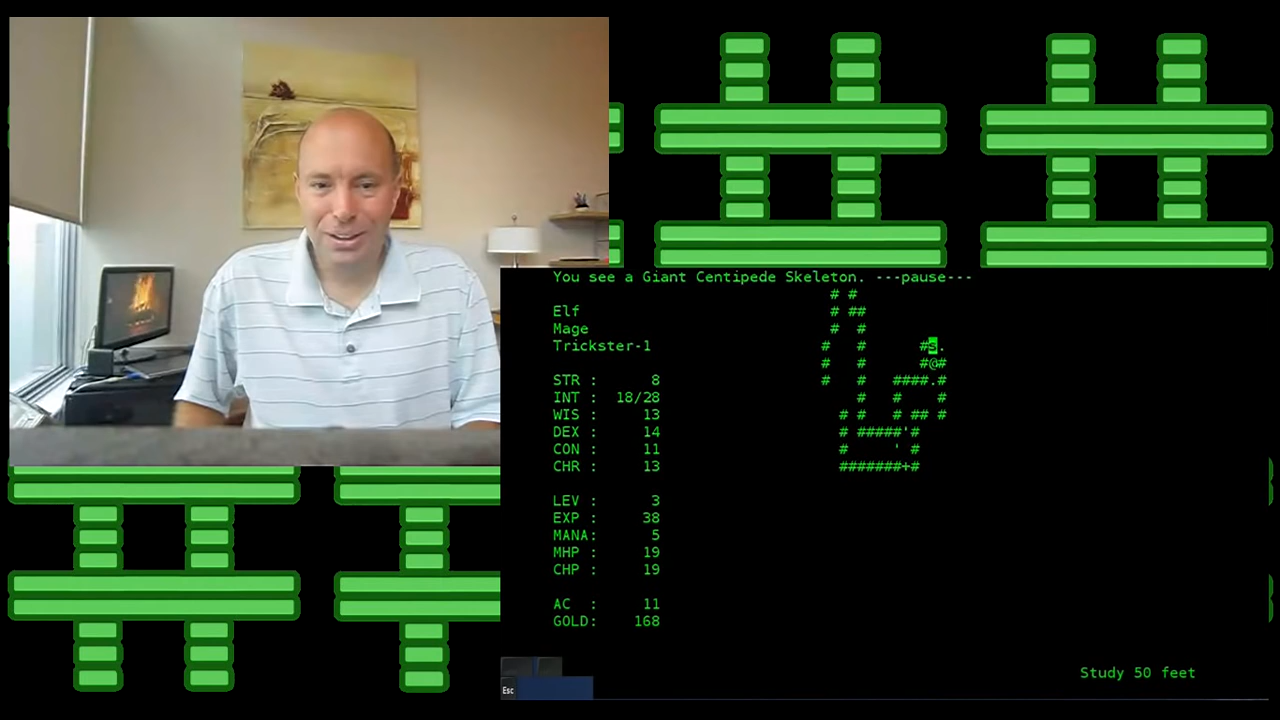 You see a Giant Centipede Skeleton. ---pause---
# #
Elf # ##
Mage # #
Trickster-1 # # #s.
# # #@#
STR : 8 # # ####.#
INT : 18/28 # # #
WIS : 13 # # # ## #
DEX : 14 # #####'#
CON : 11 # ' #
CHR : 13 #######+#
LEV : 3
EXP : 38
MANA: 5
MHP : 19
CHP : 19
AC : 11
GOLD: 168
Study 50 feet
Esc